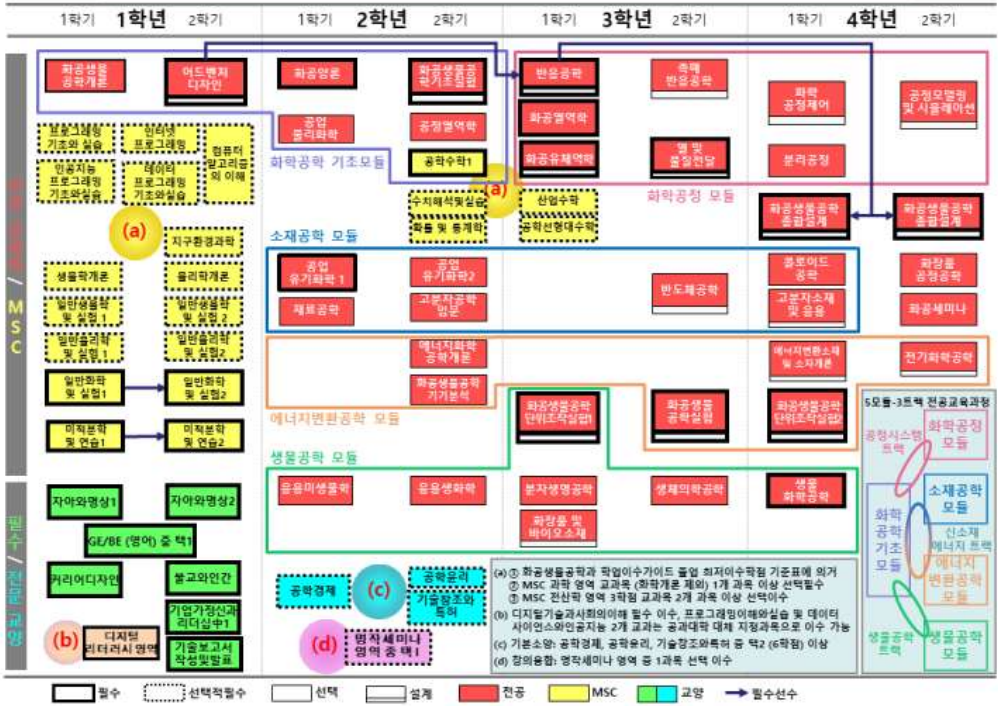 1학기 1학년 2학기
1학기 2학년 2학기
1학기 3학년 2학기
1학기 4학년 2학기
화공생물
공학개론
어드벤처
디자인
화공양론
화공생물공
학기초실험
반응공학
촉매
반응공학
화학
공정제어
공정모델링
및 시뮬레이션
공업
물리화학
공정열역학
화공열역학
화공유체역학
열 및
물질전달
분리공정
공학수학1
화학공학 기초모듈
화학공정 모듈
프로그래밍
기초와 실습
인터넷
프로그래밍
컴퓨터
알고리즘
의 이해
인공지능
프로그래밍
기초와실습
데이터
프로그래밍
기초와실습
(a)
(a)
수치해석및실습
산업수학
확률 및 통계학
공학선형대수학
화공생물공학
종합설계
화공생물공학
종합설계
지구환경과학
소재공학 모듈
생물학개론
물리학개론
공업
유기화학 1
공업
유기화학2
콜로이드
공학
화장품
공정공학
반도체공학
일반생물학
및 실험 1
일반생물학
및 실험 2
재료공학
고분자공학
입문
고분자소재
및 응용
화공세미나
일반물리학
및 실험 1
일반물리학
및 실험2
에너지화학
공학개론
에너지변환소재
및 소자개론
전기화학공학
일반화학
및 실험1
일반화학
및 실험2
화공생물공학
기기분석
에너지변환공학 모듈
화공생물공학
단위조작실험1
화공생물
공학실험
화공생물공학
단위조작실험2
미적분학
및 연습1
미적분학
및 연습2
생물공학 모듈
/ MSC
5모듈-3트랙 전공교육과정
화학공정
모듈
공정시스템
트랙
소재공학
모듈
화학
공학
기초
모듈
신소재
에너지 트랙
에너지
변환공학
생물공학
트랙
생물공학
모듈
응용미생물학
응용생화학
분자생명공학
생체의학공학
생물
화학공학
화장품 및
바이오소재
필수/전문교양
자아와명상1
자아와명상2
GE/BE (영어) 중 택1
커리어디자인
불교와인간
기업가정신과
리더십中1
(b)
디지털
리더러시영역
기술보고서
작성및발표
공학경제
(c)
공학윤리
기술창조와
특허
(d)
명작세미나
영역 중 택 1
(a) ① 화공생물공학과 학업이수가이드 졸업 최저이수학점 기준표에 의거
② MSC 과학 영역 교과목 (화학개론 제외) 1개 과목 이상 선택필수
③ MSC 전산학 영역 3학점 교과목 2개 과목 이상 선택이수
(b) 디지털기술과사회의이해 필수 이수, 프로그래밍이해와실습 및 데이터
사이언스와인공지능 2개 교과는 공과대학 대체 지정과목으로 이수 가능
(c) 기본소양: 공학경제, 공학윤리, 기술창조와특허 중 택2 (6학점) 이상
(d) 창의융합: 명작세미나 영역 중 1과목 선택 이수
필수 선택적필수 선택 설계 전공 MSC 교양 필수선수